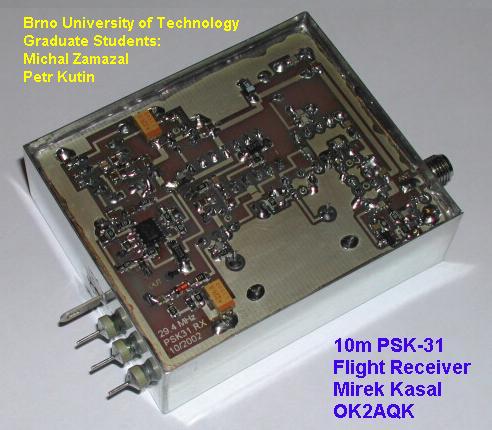 Brno University of Technology
Graduate Students:
Michal Zamazal
Petr Kutin
OUT
29.4 MHz
PSK31 RX
10/2002
10m PSK-31
Flight Receiver
Mirek Kasal
OK2AQK